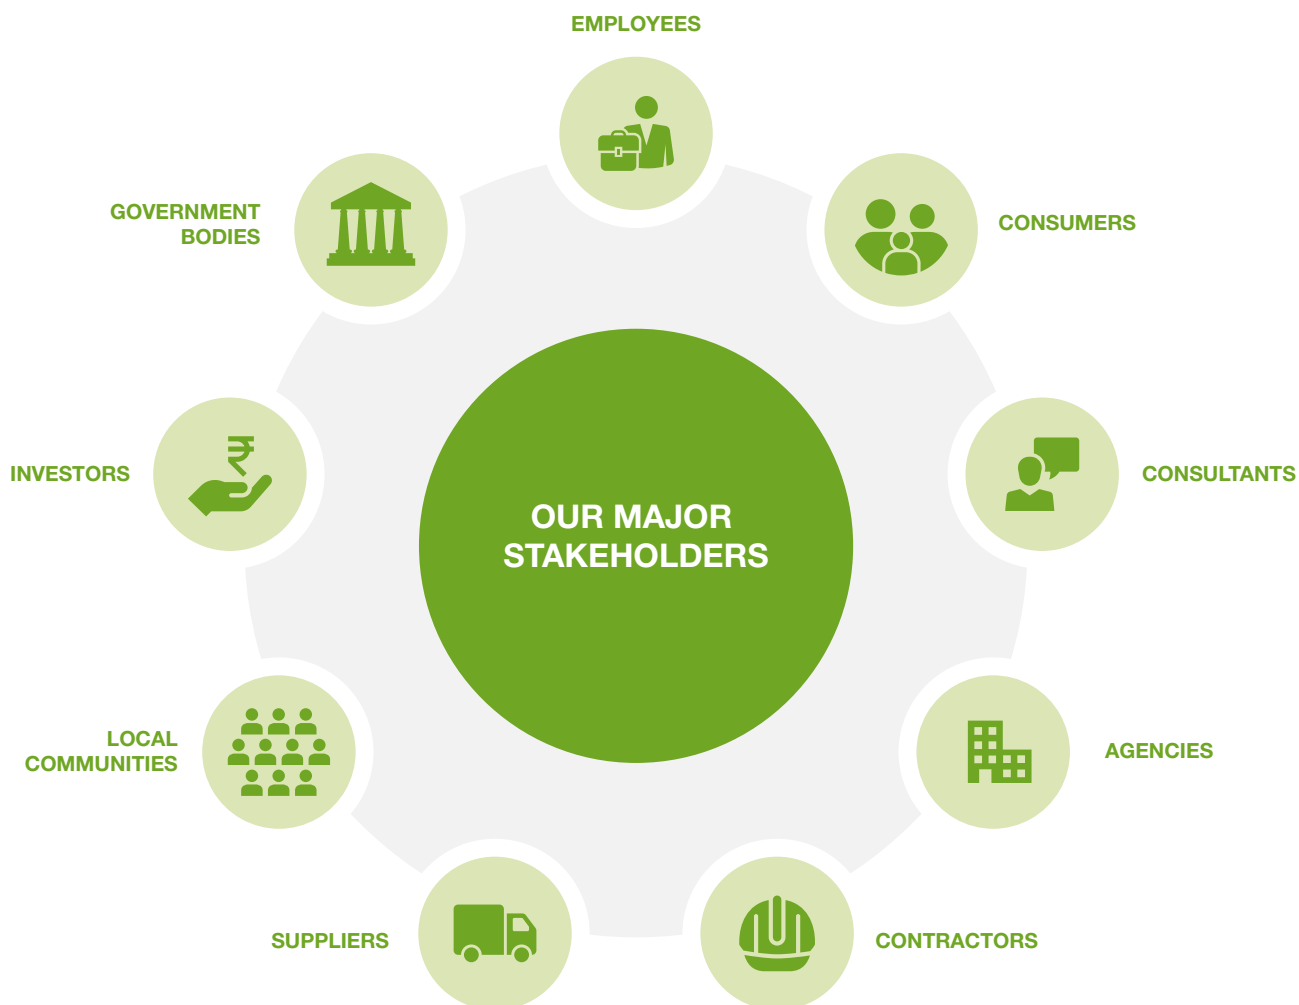 EMPLOYEES
GOVERNMENT
BODIES
CONSUMERS
₹
INVESTORS
CONSULTANTS
OUR MAJOR
STAKEHOLDERS
LOCAL
COMMUNITIES
AGENCIES
SUPPLIERS
CONTRACTORS